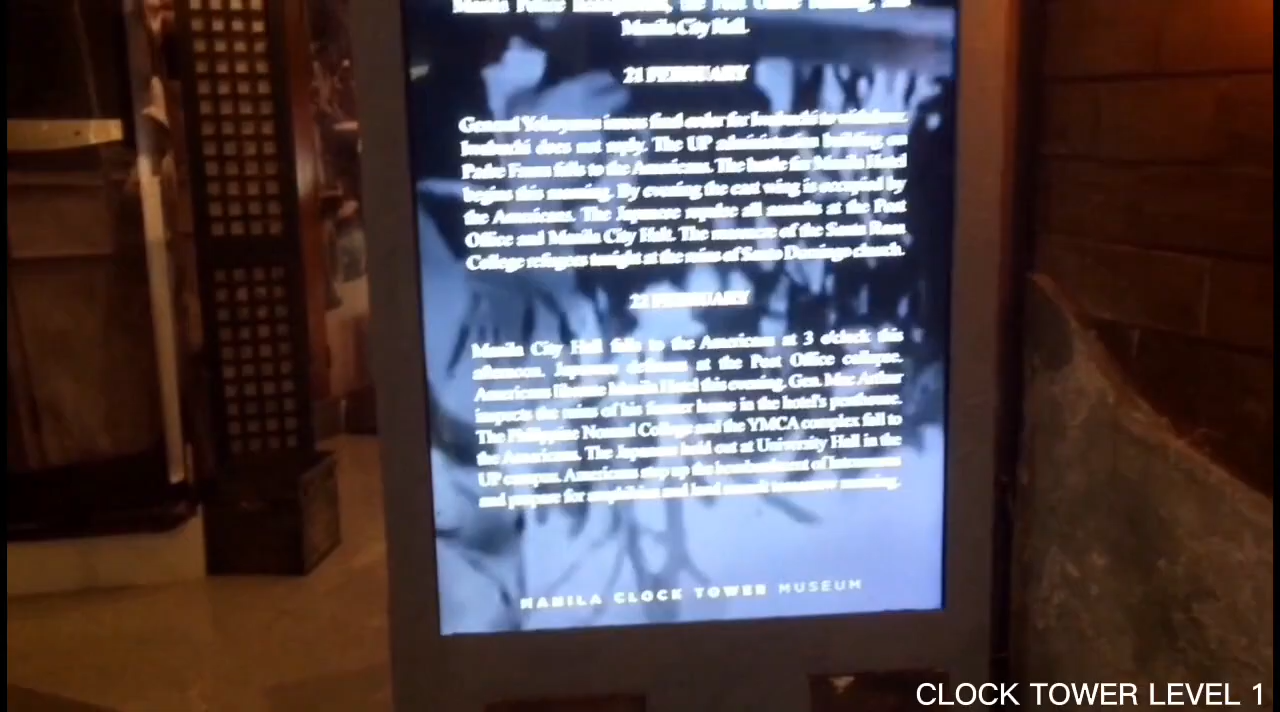 Manila City Hall.
21 FEBRUARY
General Yokoyama issues final order for Iwabuchi to withdraw.
Iwabuchi does not reply. The UP administration building on
Padre Faura falls to the Americans. The battle for Manila Hotel
begins this morning. By evening the east wing is occupied by
the Americans. The Japanese repulse all assaults at the Post
Office and Manila City Hall. The massacre of the Santa Rosa
College refugees tonight at the ruins of Santo Domingo church.
22 FEBRUARY
Manila City Hall falls to the Americans at 3 o'clock this
afternoon. Japanese defenses at the Post Office collapse.
Americans liberate Manila Hotel this evening. Gen. Mac Arthur
inspects the ruins of his former home in the hotel's penthouse.
The Philippine Normal College and the YMCA complex fall to
the Americans. The Japanese hold out at University Hall in the
UP campus. Americans step up the bombardment of Intramuros
and prepare for amphibian and land assault tomorrow morning.
MANILA CLOCK TOWER MUSEUM
CLOCK TOWER LEVEL 1